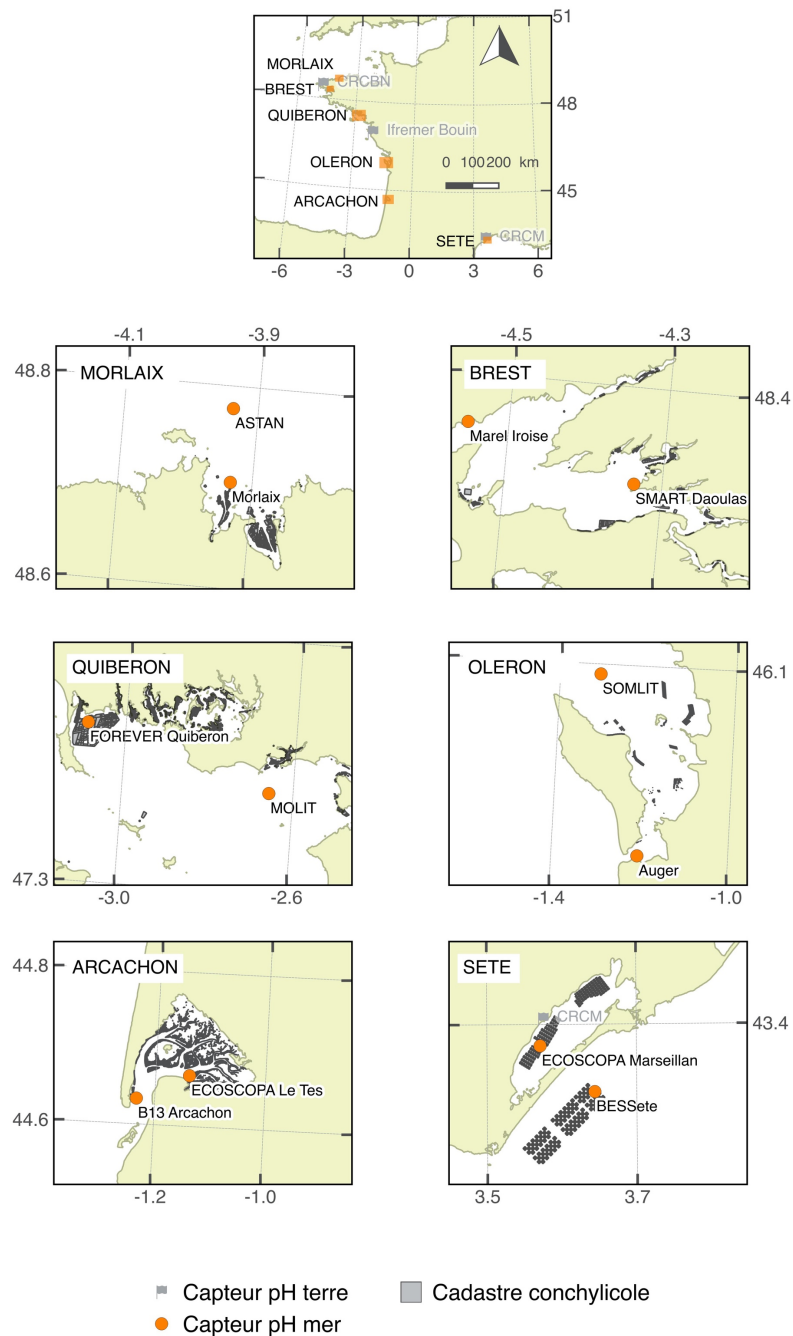 51
MORLAIX
CRCBN
BREST
48
QUIBERON
Ifremer Bouin
OLERON
0 100 200 km
ARCACHON
45
SETE
CRCM
-6 -3 0 3 6
-4.1 -3.9
48.8
MORLAIX
ASTAN
Morlaix
48.6
-4.5 -4.3
BREST
48.4
Marel Iroise
SMART Daoulas
QUIBERON
FOREVER Quiberon
MOLIT
47.3
-3.0 -2.6
OLERON
46.1
SOMLIT
Auger
-1.4 -1.0
44.8
ARCACHON
ECOSCOPA Le Tes
B13 Arcachon
44.6
-1.2 -1.0
SETE
CRCM
43.4
ECOSCOPA Marseillan
BESSete
3.5 3.7
Capteur pH terre
Cadastre conchylicole
Capteur pH mer